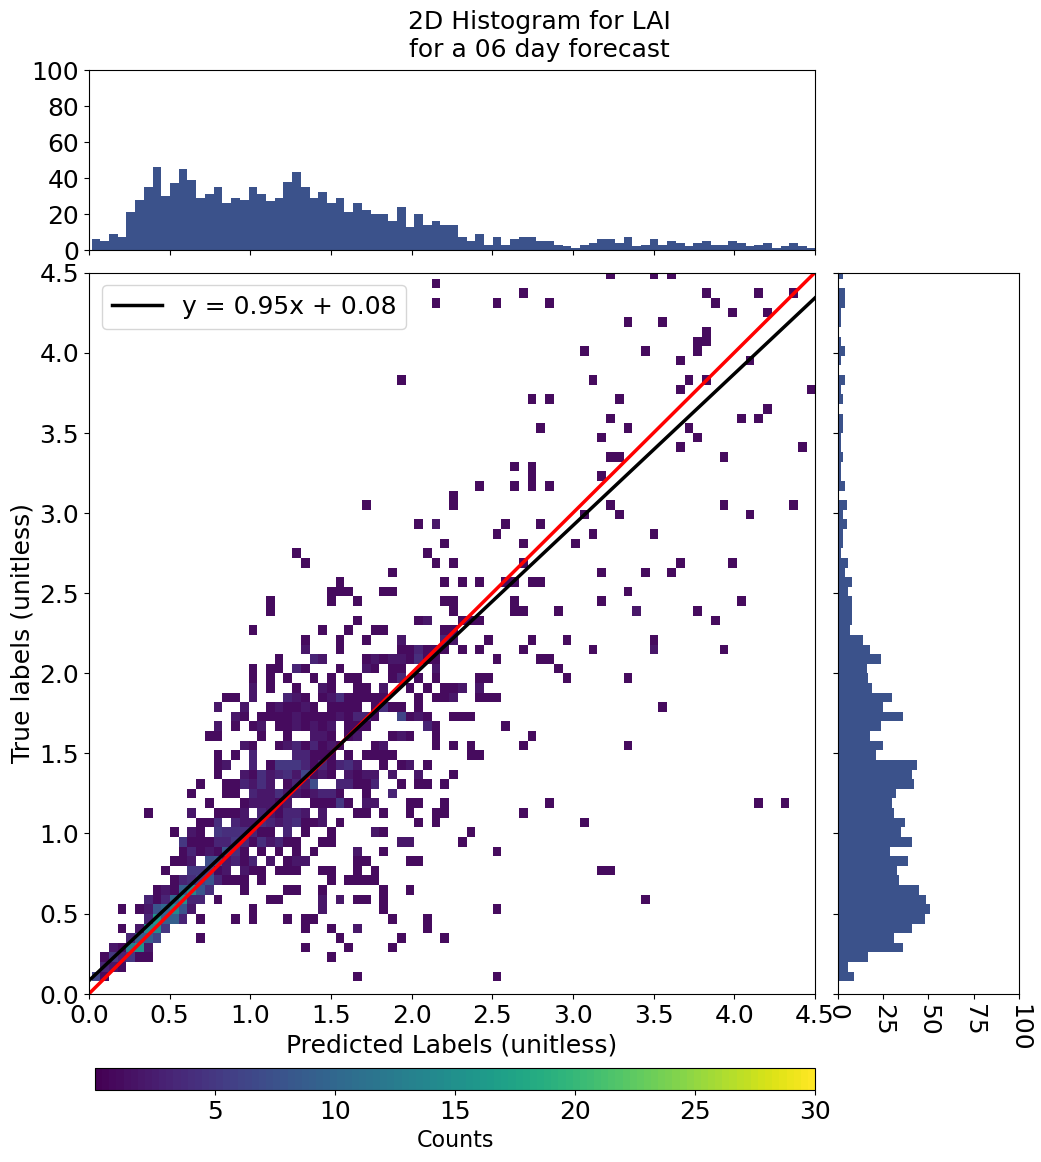 2D Histogram for LAI
for a 06 day forecast
100
80
60
40
20
0
4.5
4.0
3.5
3.0
2.5
2.0
1.5
1.0
0.5
0.0
True labels (unitless)
y = 0.95x + 0.08
0.0 0.5 1.0 1.5 2.0 2.5 3.0 3.5 4.0 4.5
Predicted Labels (unitless)
0 25 50 75 100
5 10 15 20 25 30
Counts